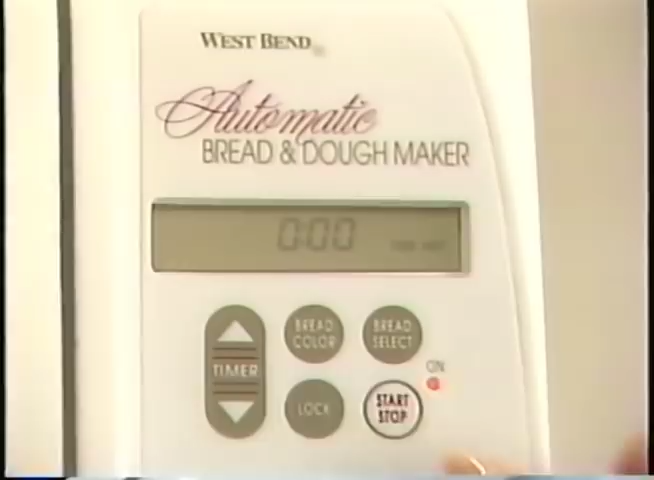 WEST BEND
Automatic
BREAD & DOUGH MAKER
0:00
BREAD
COLOR
BREAD
SELECT
TIMER
ON
LOCK
START
STOP